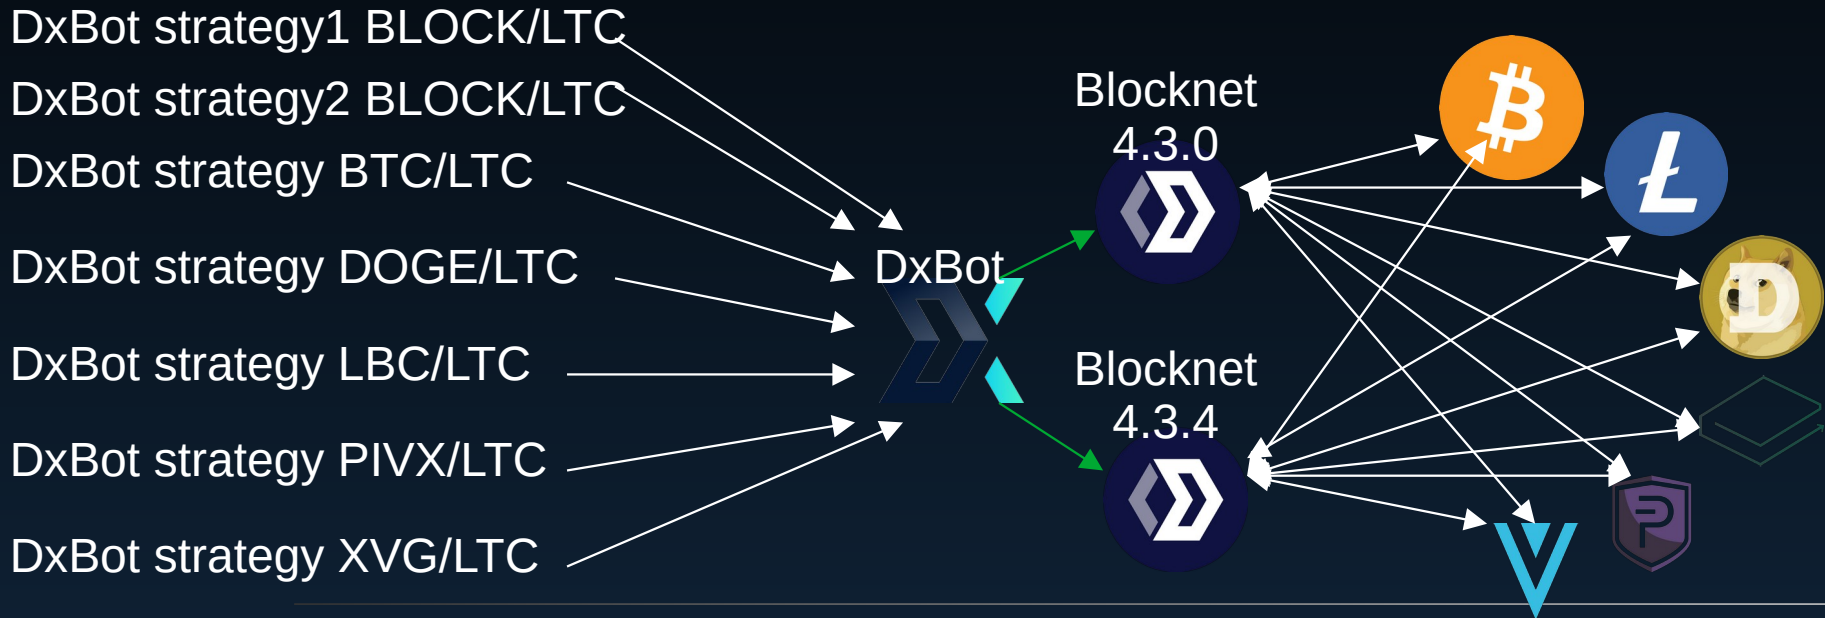 DxBot strategy1 BLOCK/LTC
DxBot strategy2 BLOCK/LTC
DxBot strategy BTC/LTC
DxBot strategy DOGE/LTC
DxBot strategy LBC/LTC
DxBot strategy PIVX/LTC
DxBot strategy XVG/LTC
DxBot
Blocknet
4.3.0
Blocknet
4.3.4